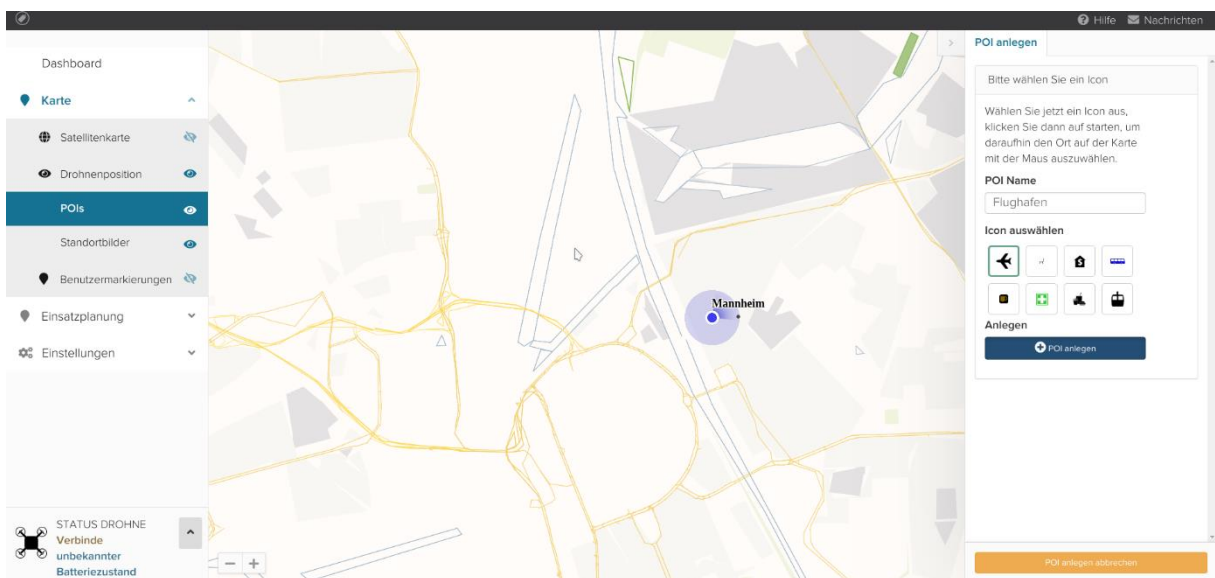 Hilfe
Nachrichten
Dashboard
Karte
Satellitenkarte
Drohnenposition
POIs
Standortbilder
Benutzermarkierungen
Einsatzplanung
Einstellungen
STATUS DROHNE
Verbinde
unbekannter
Batteriezustand
Mannheim
POI anlegen
Bitte wählen Sie ein Icon
Wählen Sie jetzt ein Icon aus,
klicken Sie dann auf starten, um
daraufhin den Ort auf der Karte
mit der Maus auszuwählen.
POI Name
Flughafen
Icon auswählen
Anlegen
POI anlegen
POI anlegen abbrechen